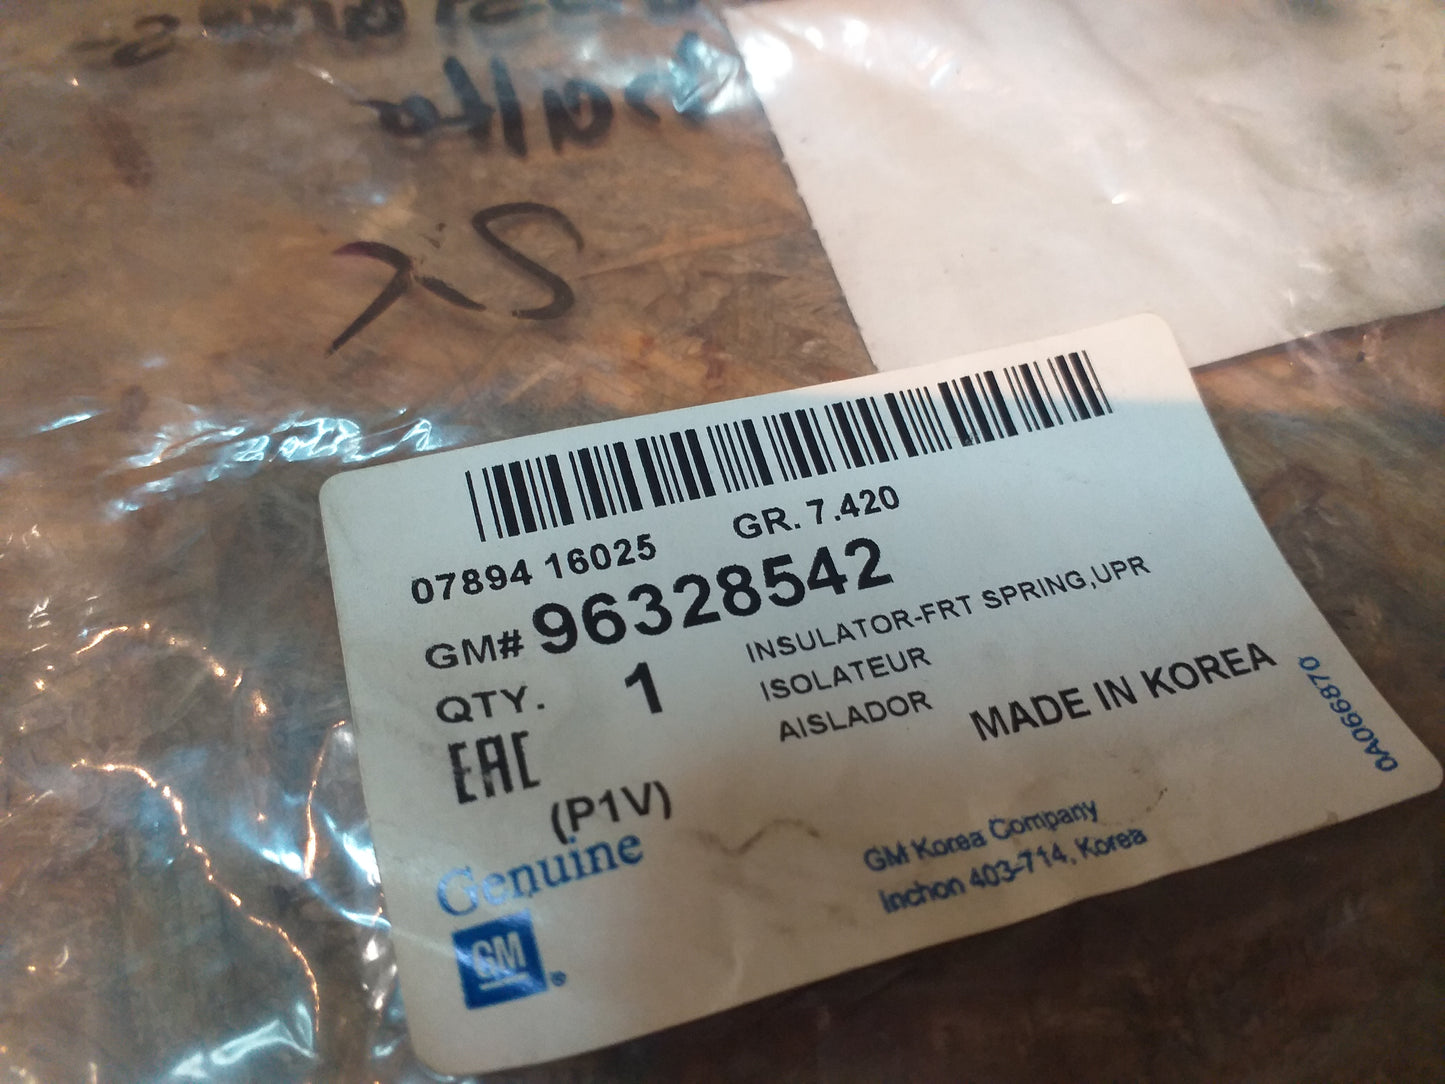 07894 16025 GR. 7.420
GM# 96328542
QTY. 1
INSULATOR-FRT SPRING,UPR
ISOLATEUR
AISLADOR
MADE IN KOREA
0A066870
EAC
(P1V)
Genuine
GM®
GM Korea Company
Inchon 403-714, Korea